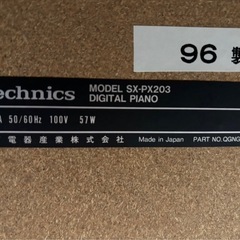 96 製
echnics
MODEL SX-PX203
DIGITAL PIANO
A 50/60Hz 100V 57W
電器産業株式会社
Made in Japan
PART NO.QGNG